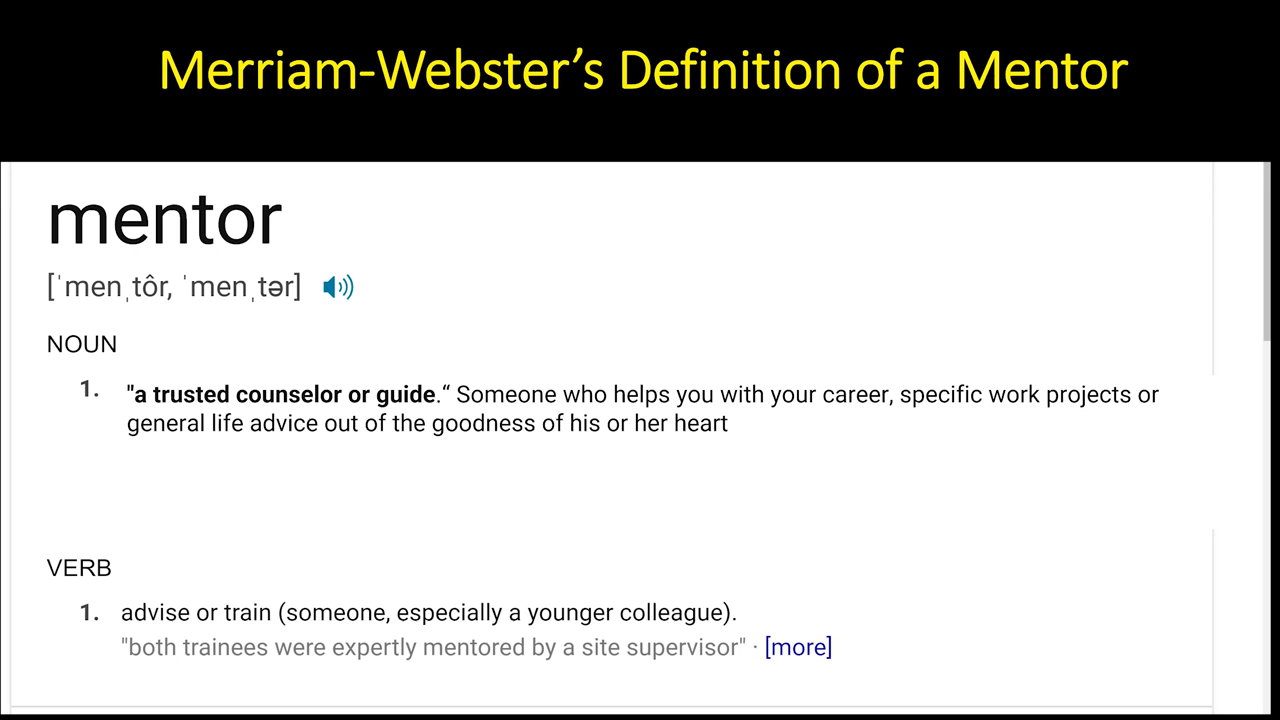 Merriam-Webster’s Definition of a Mentor
mentor
[ˈmenˌtôr, ˈmenˌtər]
NOUN
1. "a trusted counselor or guide.“ Someone who helps you with your career, specific work projects or
general life advice out of the goodness of his or her heart
VERB
1. advise or train (someone, especially a younger colleague).
"both trainees were expertly mentored by a site supervisor" · [more]